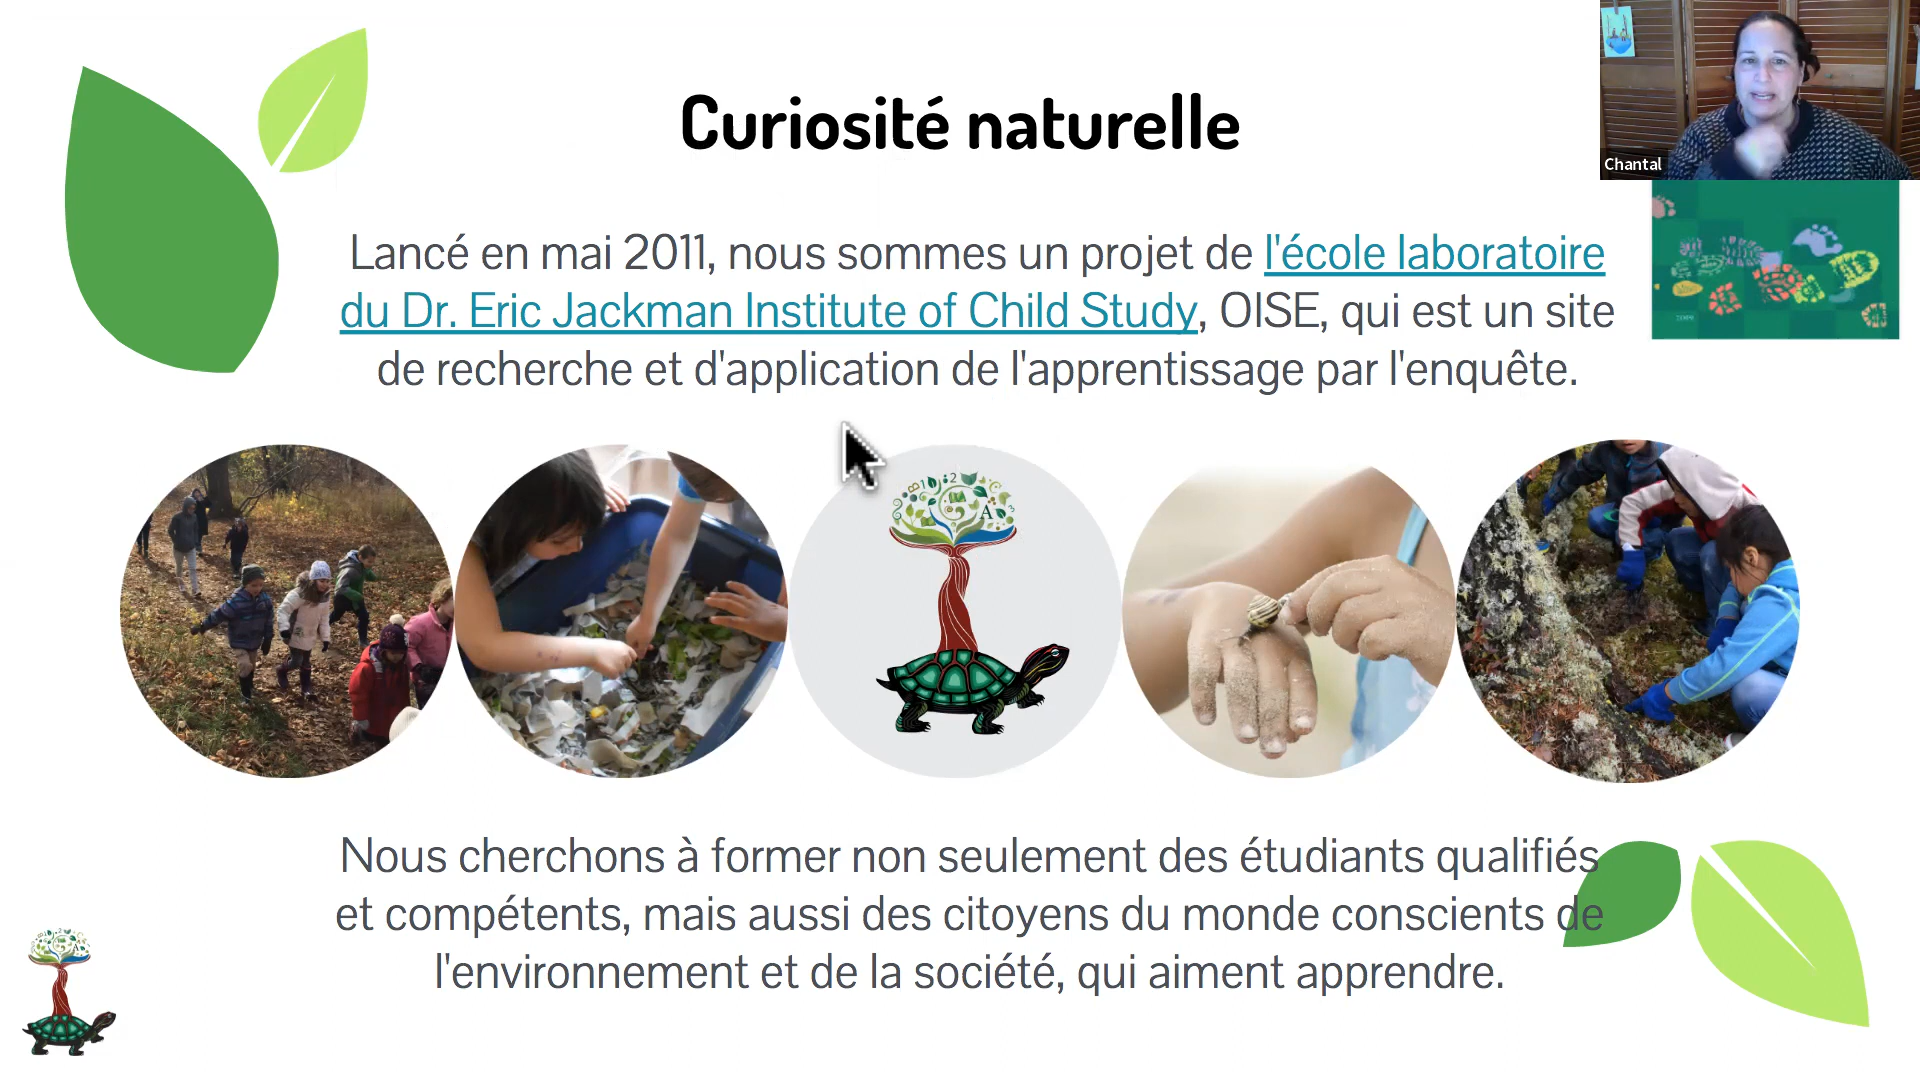 Curiosité naturelle
Chantal
Lancé en mai 2011, nous sommes un projet de l'école laboratoire
du Dr. Eric Jackman Institute of Child Study, OISE, qui est un site
de recherche et d'application de l'apprentissage par l'enquête.
Nous cherchons à former non seulement des étudiants qualifiés
et compétents, mais aussi des citoyens du monde conscients de
l'environnement et de la société, qui aiment apprendre.